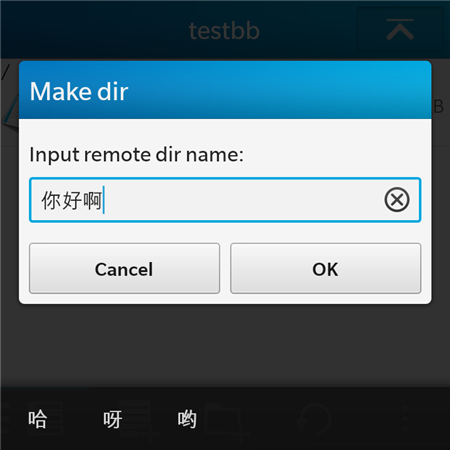 testbb
/
B
Make dir
Input remote dir name:
你好啊
Cancel OK
哈 呀 哟